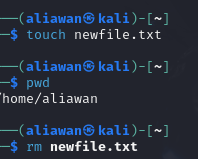 ──(aliawan㉿kali)-[~]
─$ touch newfile.txt
──(aliawan㉿kali)-[~]
─$ pwd
/home/aliawan
──(aliawan㉿kali)-[~]
─$ rm newfile.txt